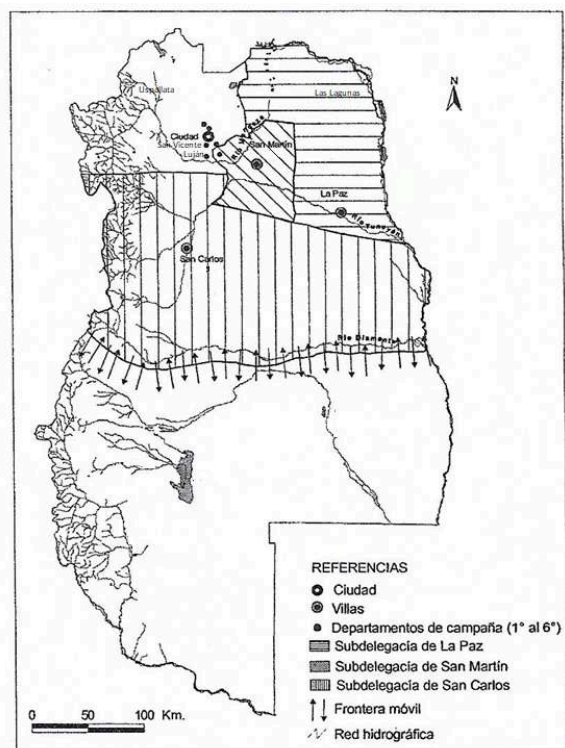 Uspallata
Las Lagunas
N
Ciudad
San Vicente
Luján
Río Mendoza
San Martín
La Paz
Río Tunuyán
San Carlos
Río Diamante
REFERENCIAS
Ciudad
Villas
Departamentos de campaña (1° al 6°)
Subdelegacía de La Paz
Subdelegacía de San Martín
Subdelegacía de San Carlos
Frontera móvil
Red hidrográfica
0 50 100 Km.